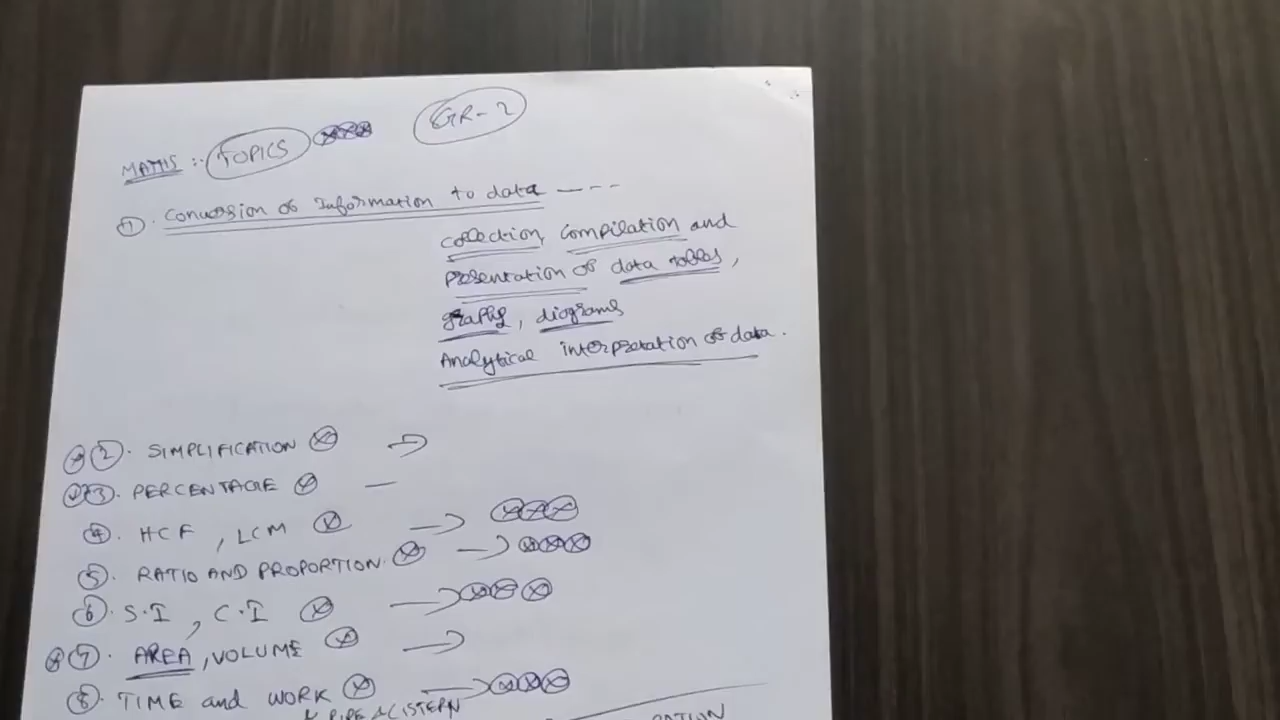 GR-2
MATHS :- TOPICS
① Conversion of Information to data ----
Collection, Compilation and
Presentation of data tables,
graphs, diagrams
Analytical interpretation of data.
②. SIMPLIFICATION →
③. PERCENTAGE —
④. HCF, LCM →
⑤. RATIO AND PROPORTION. →
⑥. S.I, C.I →
⑦. AREA, VOLUME →
⑧. TIME and WORK →
& PIPE & CISTERN